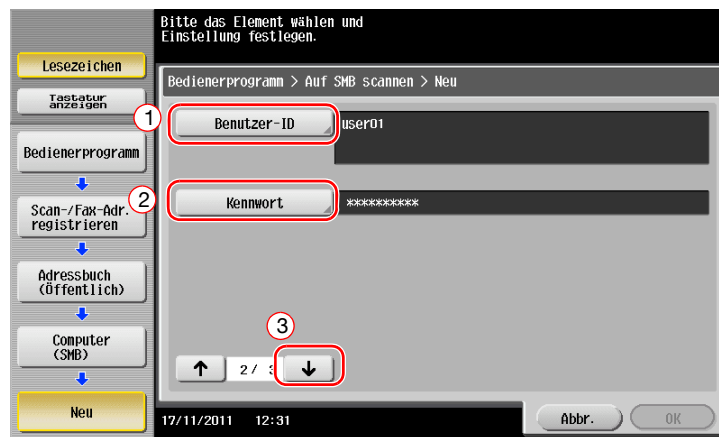 Bitte das Element wählen und
Einstellung festlegen.
Lesezeichen
Tastatur
anzeigen
Bedienerprogramm
Scan-/Fax-Adr.
registrieren
Adressbuch
(Öffentlich)
Computer
(SMB)
Neu
Bedienerprogramm > Auf SMB scannen > Neu
1
Benutzer-ID
user01
2
Kennwort
**********
3
↑ 2/ 3 ↓
17/11/2011 12:31
Abbr.
OK